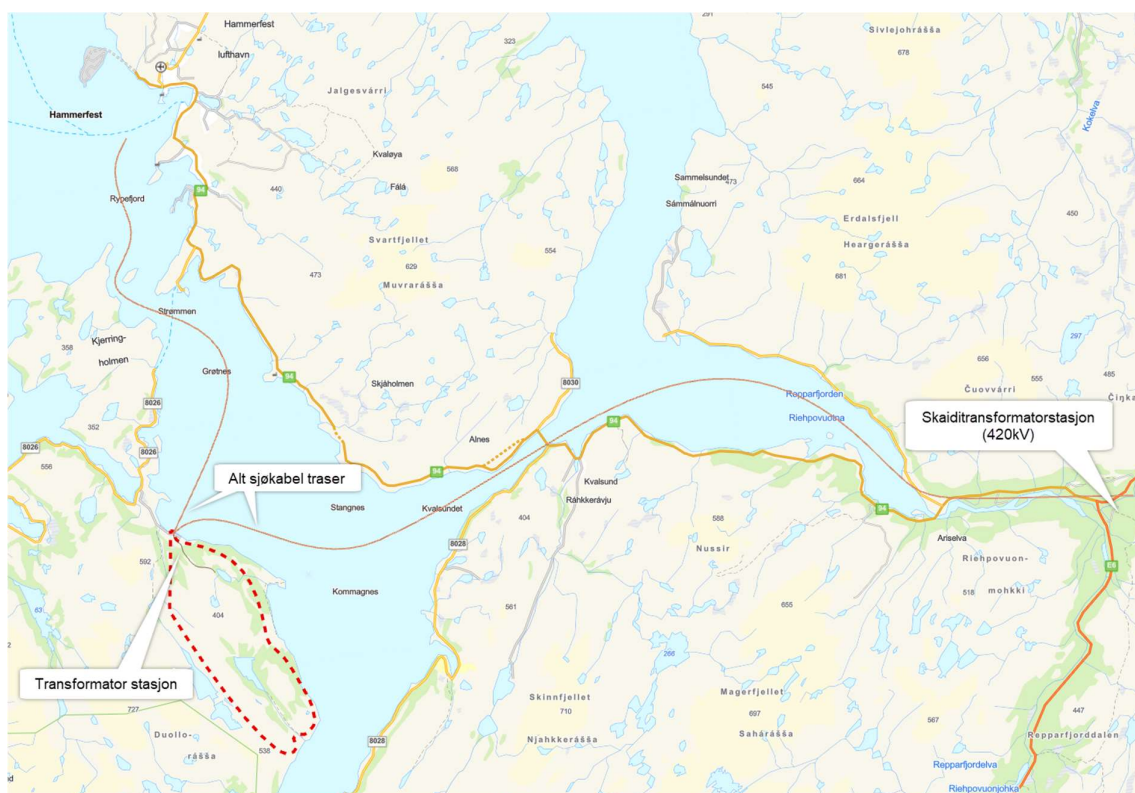 Hammerfest
lufthavn
291
Sivlejohrášša
678
323
545
Jalgesvárri
Kokelva
Hammerfest
Kvaløya
568
Fálá
440
94
Sammelsundet
473
Sámmálnuorri
664
450
Rypefjord
Erdalsfjell
Heargerášša
Svartfjellet
554
473
629
681
Muvrarášša
Strømmen
297
358
Kjerring-
holmen
656
Grøtnes
555
485
94
Skjåholmen
8030
Čuovvárri
8026
Repparfjorden
Riehpovuotna
94
Skaiditransformatorstasjon
(420kV)
352
8026
8026
556
Alnes
94
Alt sjøkabel traser
Kvalsund
Ráhkkerávju
Stangnes
Kvalsundet
404
588
94
Ariselva
8028
Nussir
592
Riehpovuon-
mohkki
518
E6
Kommagnes
561
404
655
63
286
Transformator stasjon
Skinnfjellet
710
Magerfjellet
697
567
447
727
Duollo-
rášša
538
8028
Njahkkerášša
Sahárášša
Repparfjorddalen
Repparfjordelva
Riehpovuonjohka